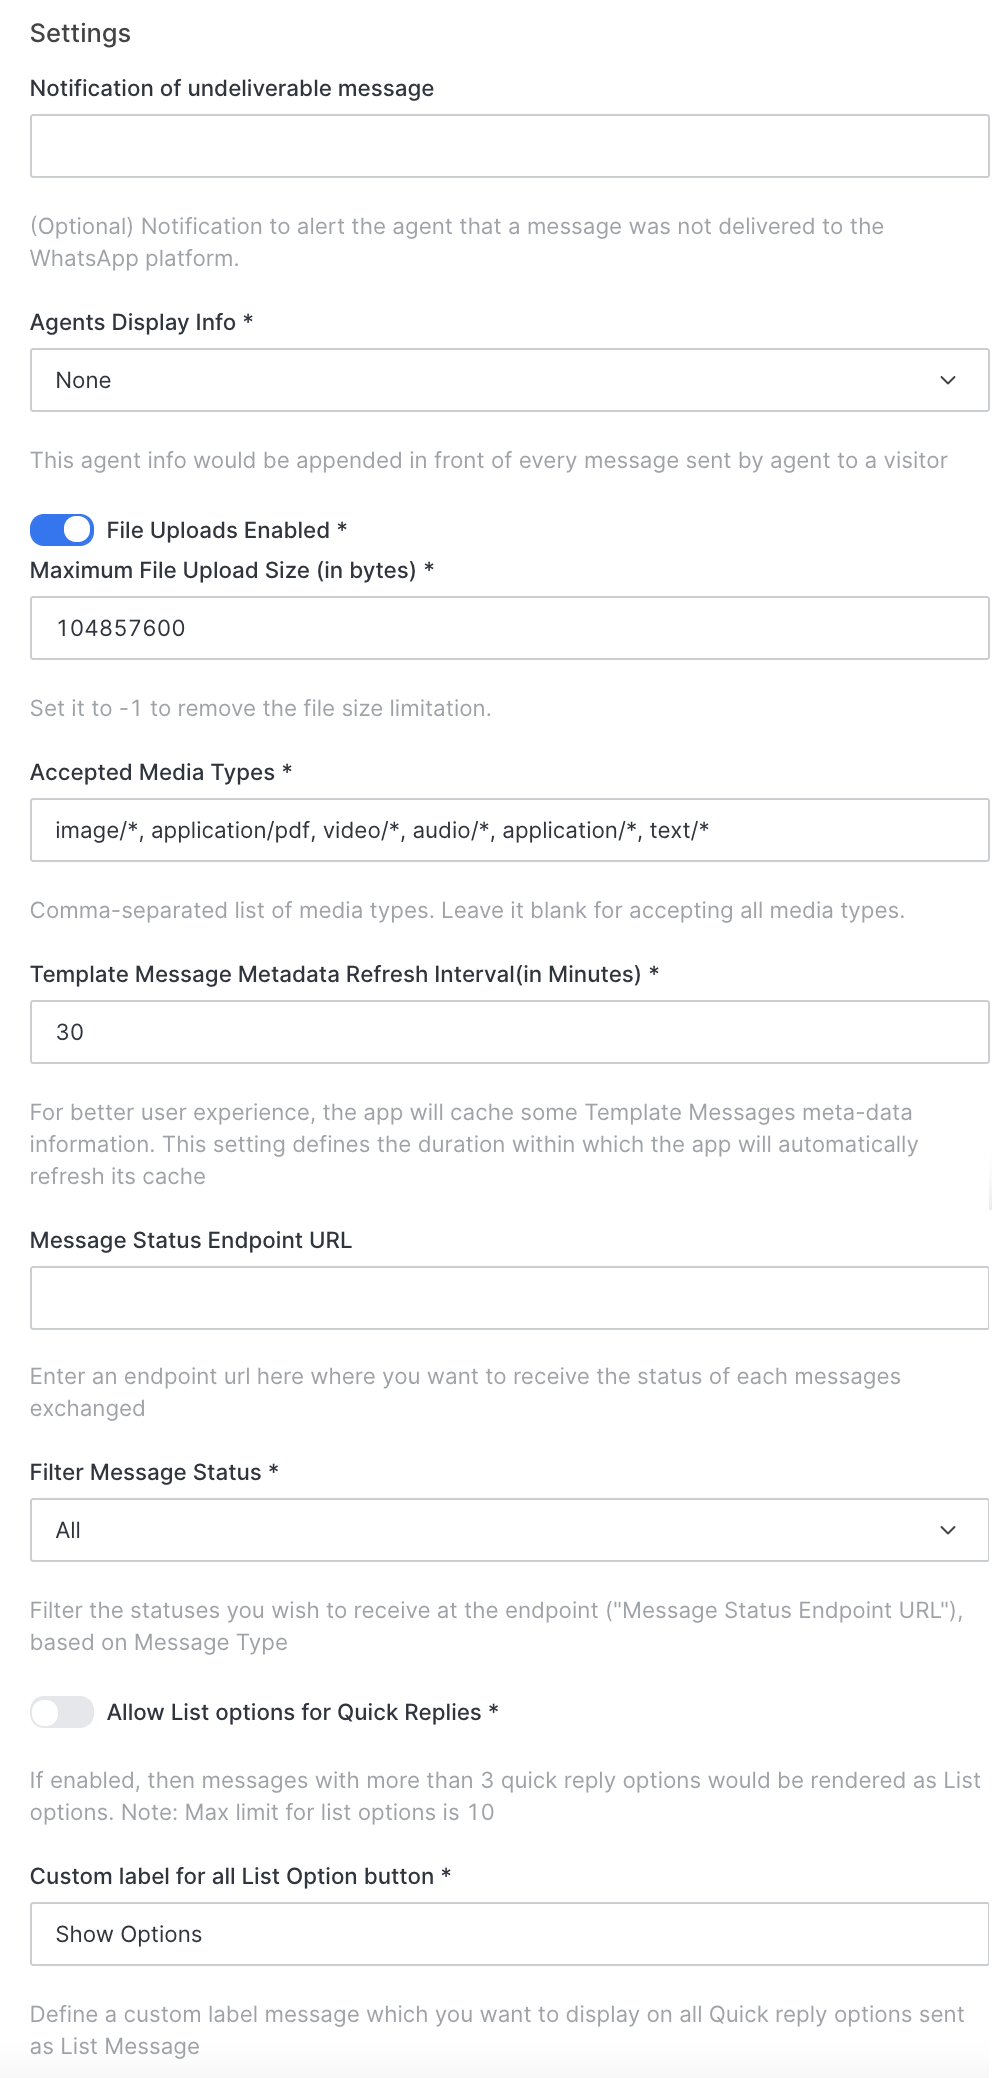 Settings
Notification of undeliverable message
(Optional) Notification to alert the agent that a message was not delivered to the
WhatsApp platform.
Agents Display Info *
None
This agent info would be appended in front of every message sent by agent to a visitor
File Uploads Enabled *
Maximum File Upload Size (in bytes) *
104857600
Set it to -1 to remove the file size limitation.
Accepted Media Types *
image/*, application/pdf, video/*, audio/*, application/*, text/*
Comma-separated list of media types. Leave it blank for accepting all media types.
Template Message Metadata Refresh Interval(in Minutes) *
30
For better user experience, the app will cache some Template Messages meta-data
information. This setting defines the duration within which the app will automatically
refresh its cache
Message Status Endpoint URL
Enter an endpoint url here where you want to receive the status of each messages
exchanged
Filter Message Status *
All
Filter the statuses you wish to receive at the endpoint ("Message Status Endpoint URL"),
based on Message Type
Allow List options for Quick Replies *
If enabled, then messages with more than 3 quick reply options would be rendered as List
options. Note: Max limit for list options is 10
Custom label for all List Option button *
Show Options
Define a custom label message which you want to display on all Quick reply options sent
as List Message